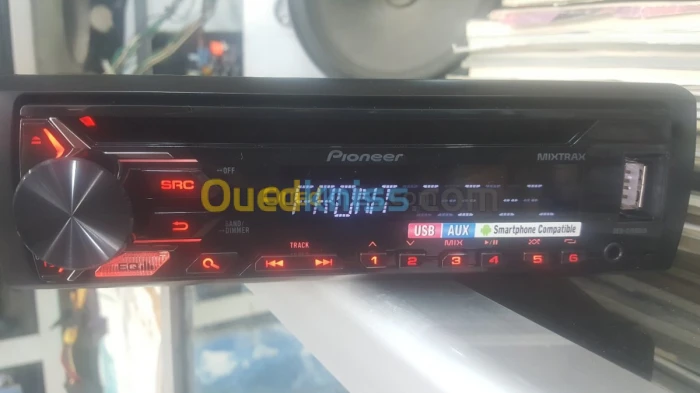 Pioneer
MIXTRAX
OFF
SRC
Ouedkniss.com
BAND/
DIMMER
USB AUX Smartphone Compatible
EQ
TRACK
MIX
1 2 3 4 5 6